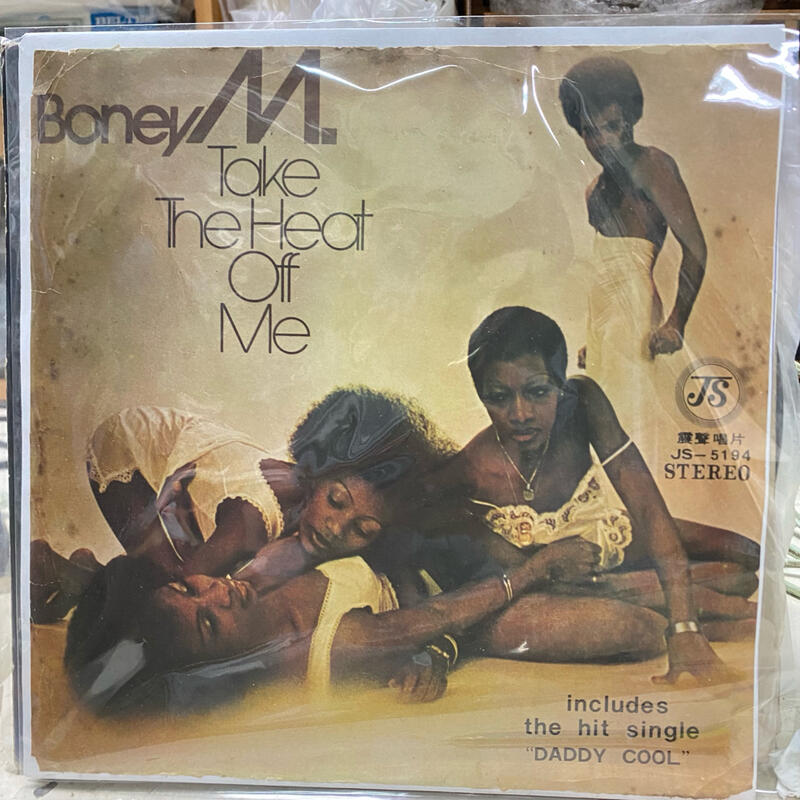 Boney M.
Take
The Heat
Off
Me
JS
震聲唱片
JS-5194
STEREO
includes
the hit single
"DADDY COOL"